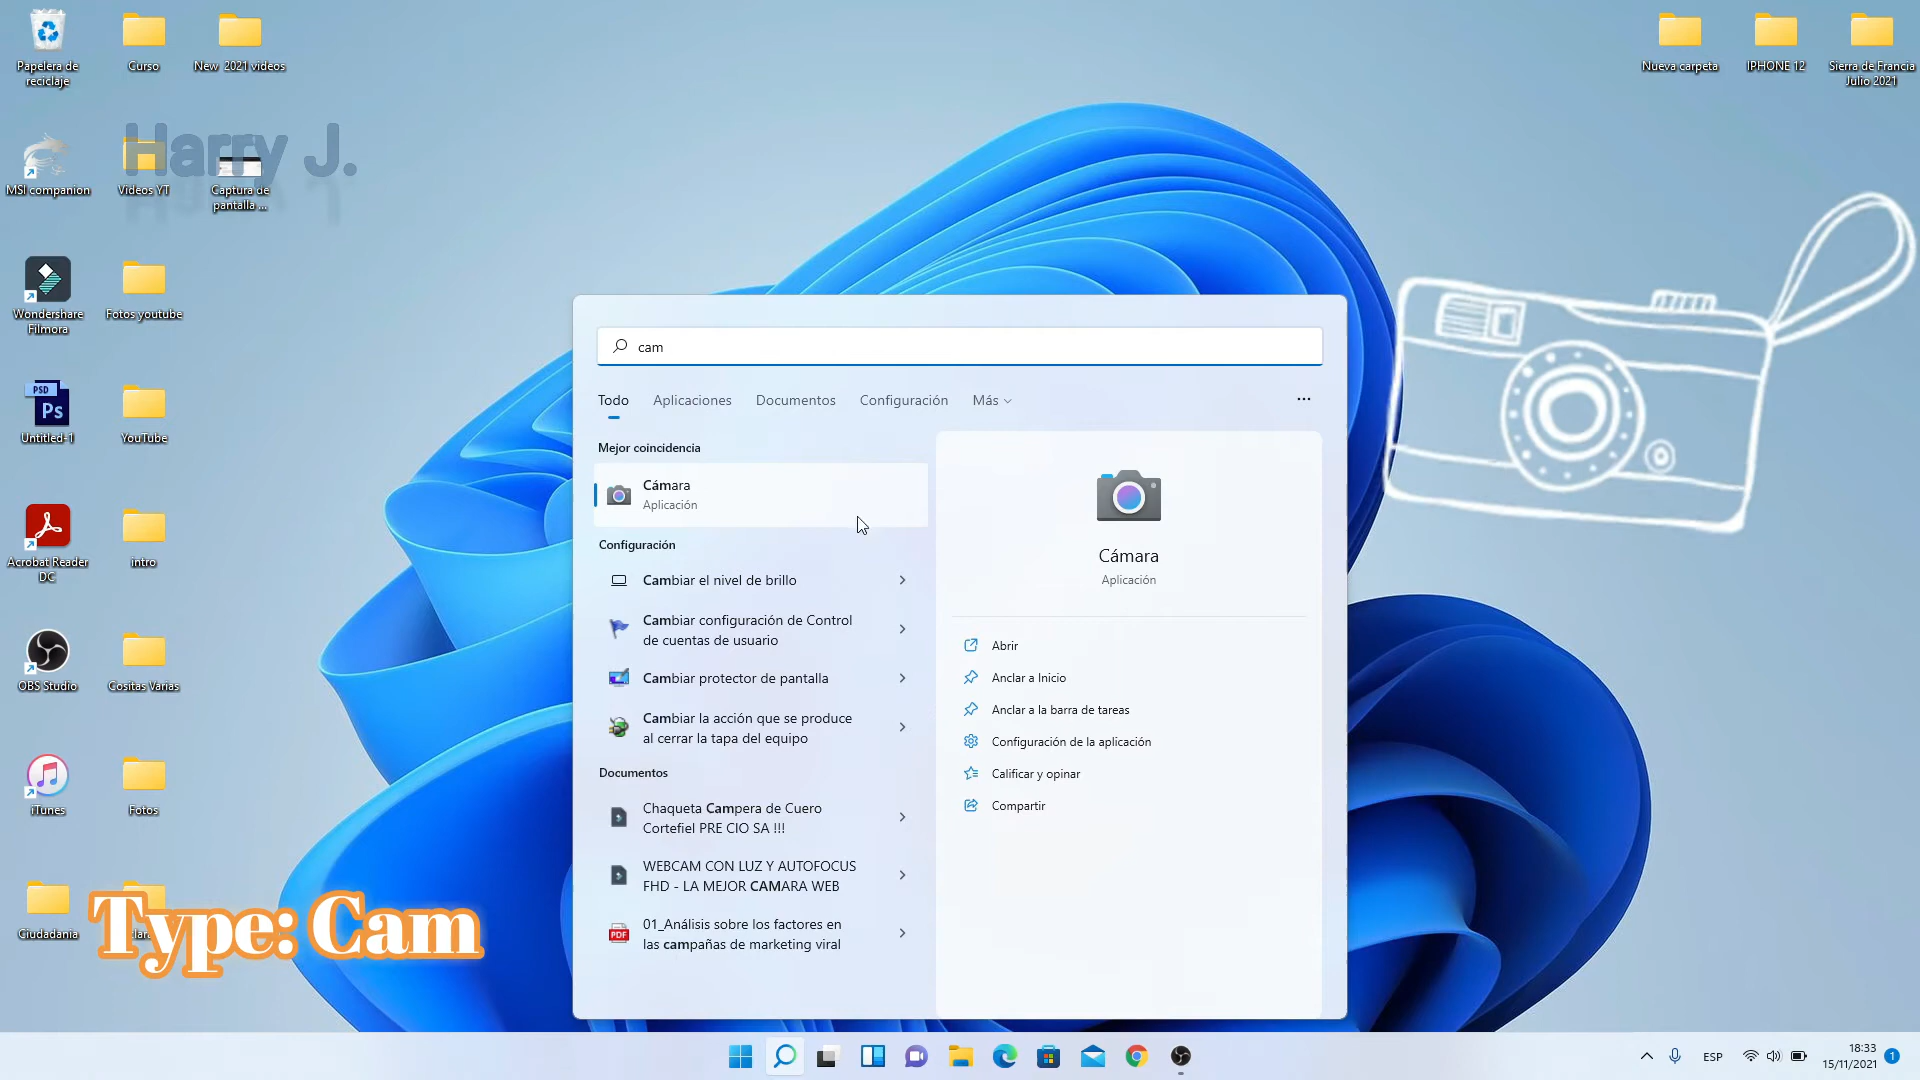 Papelera de
reciclaje
Curso
New 2021 videos
Nueva carpeta
IPHONE 12
Sierra de Francia
Julio 2021
Harry J.
MSI companion
Videos YT
Captura de
pantalla ...
Wondershare
Filmora
Fotos youtube
PSD
Ps
Untitled-1
YouTube
Acrobat Reader
DC
intro
OBS Studio
Cositas Varias
iTunes
Fotos
Ciudadania
Type: Cam
cam
Todo
Aplicaciones
Documentos
Configuración
Más
Mejor coincidencia
Cámara
Aplicación
Configuración
Cambiar el nivel de brillo
Cambiar configuración de Control
de cuentas de usuario
Cambiar protector de pantalla
Cambiar la acción que se produce
al cerrar la tapa del equipo
Documentos
Chaqueta Campera de Cuero
Cortefiel PRE CIO SA !!!
WEBCAM CON LUZ Y AUTOFOCUS
FHD - LA MEJOR CAMARA WEB
PDF
01_Análisis sobre los factores en
las campañas de marketing viral
Cámara
Aplicación
Abrir
Anclar a Inicio
Anclar a la barra de tareas
Configuración de la aplicación
Calificar y opinar
Compartir
ESP
18:33
15/11/2021
1